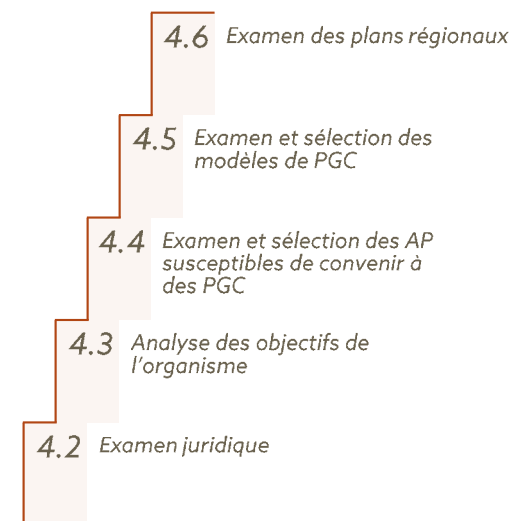 4.6 Examen des plans régionaux
4.5 Examen et sélection des
modèles de PGC
4.4 Examen et sélection des AP
susceptibles de convenir à
des PGC
4.3 Analyse des objectifs de
l'organisme
4.2 Examen juridique